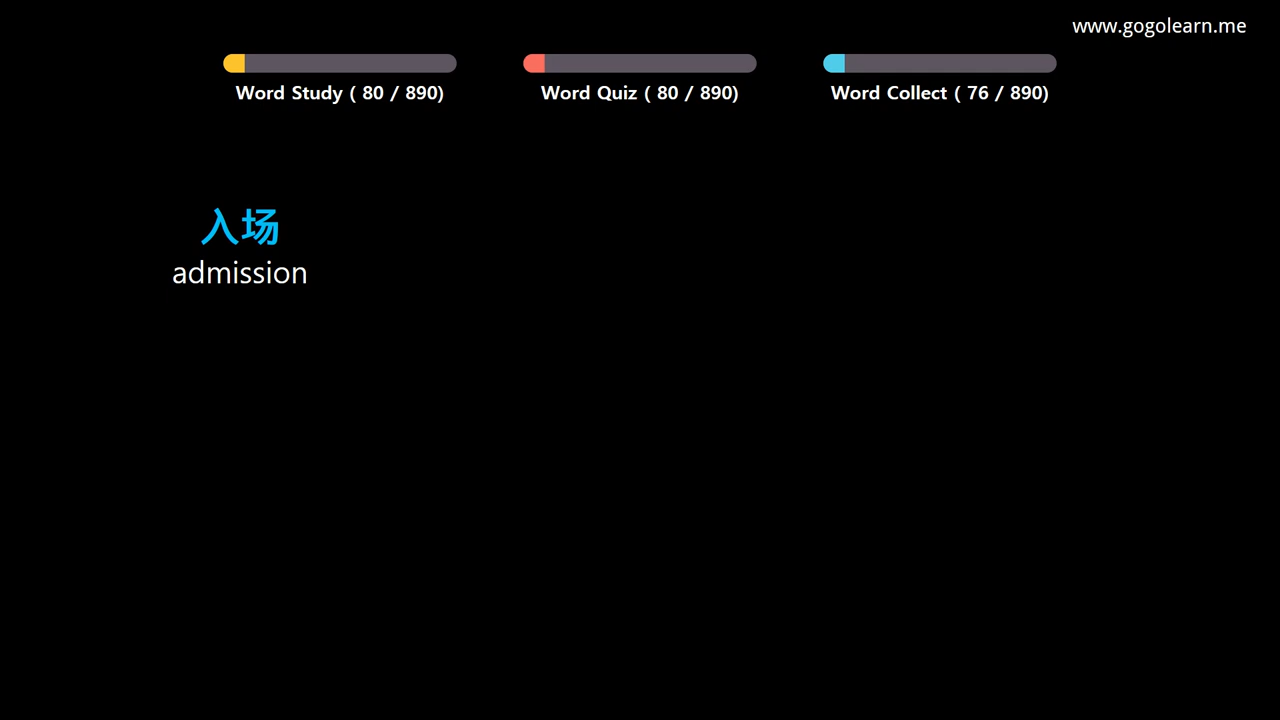 www.gogolearn.me
Word Study ( 80 / 890)
Word Quiz ( 80 / 890)
Word Collect ( 76 / 890)
入场
admission